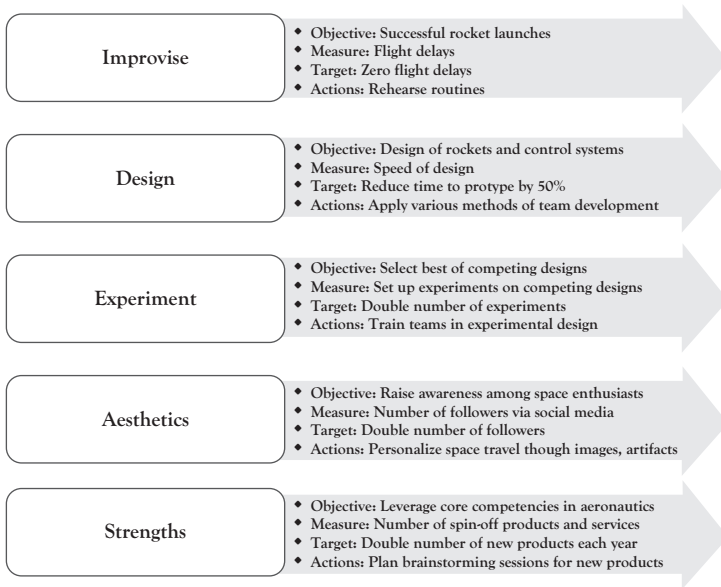 Improvise
◆ Objective: Successful rocket launches
◆ Measure: Flight delays
◆ Target: Zero flight delays
◆ Actions: Rehearse routines
Design
◆ Objective: Design of rockets and control systems
◆ Measure: Speed of design
◆ Target: Reduce time to protype by 50%
◆ Actions: Apply various methods of team development
Experiment
◆ Objective: Select best of competing designs
◆ Measure: Set up experiments on competing designs
◆ Target: Double number of experiments
◆ Actions: Train teams in experimental design
Aesthetics
◆ Objective: Raise awareness among space enthusiasts
◆ Measure: Number of followers via social media
◆ Target: Double number of followers
◆ Actions: Personalize space travel though images, artifacts
Strengths
◆ Objective: Leverage core competencies in aeronautics
◆ Measure: Number of spin-off products and services
◆ Target: Double number of new products each year
◆ Actions: Plan brainstorming sessions for new products